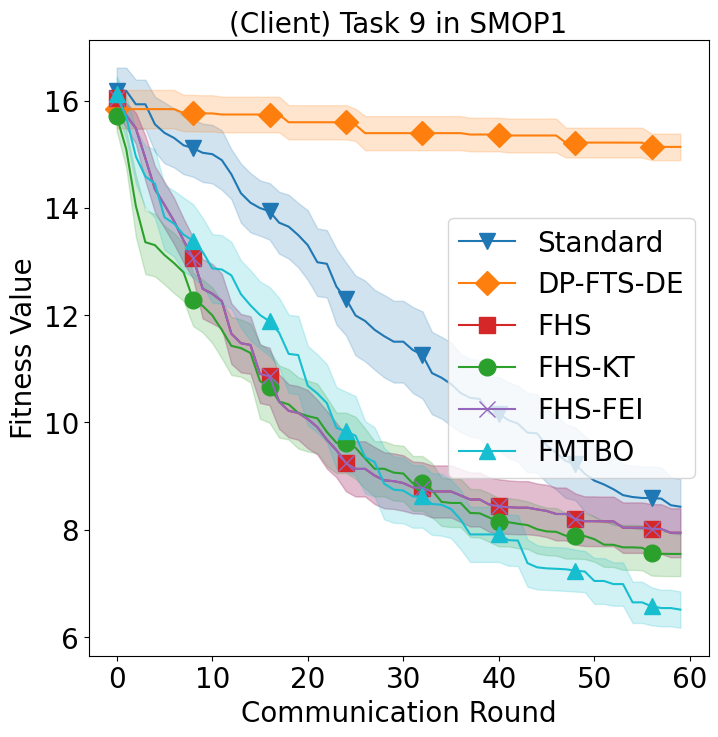 (Client) Task 9 in SMOP1
Fitness Value
16
14
12
10
8
6
Standard
DP-FTS-DE
FHS
FHS-KT
FHS-FEI
FMTBO
0 10 20 30 40 50 60
Communication Round